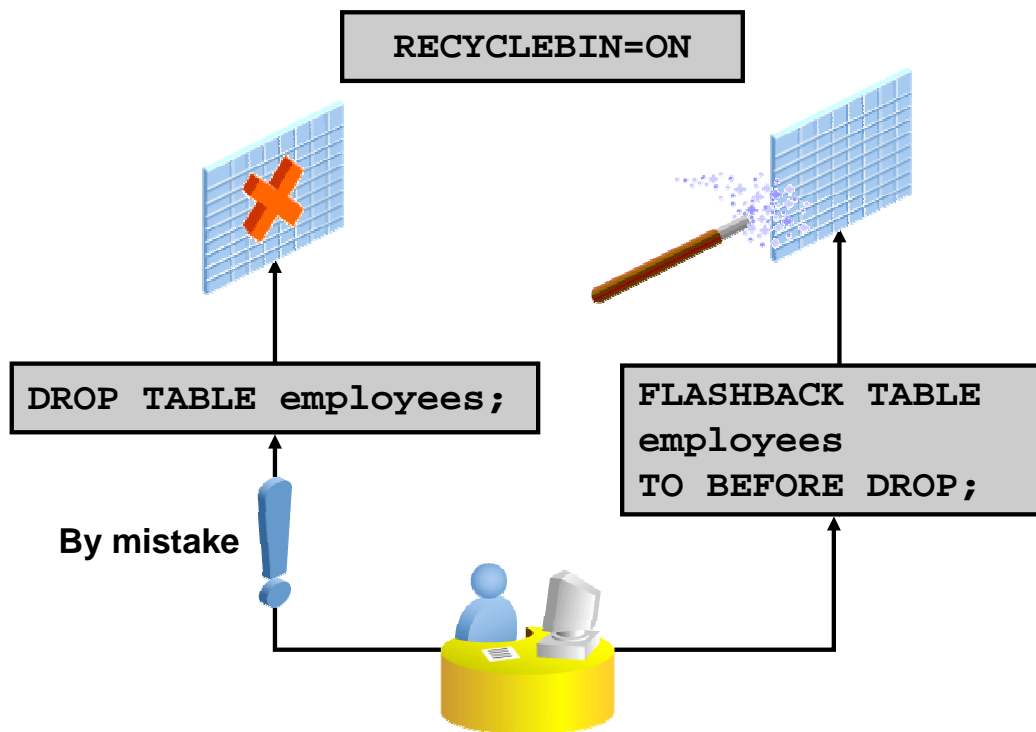 RECYCLEBIN=ON
DROP TABLE employees;
FLASHBACK TABLE
employees
TO BEFORE DROP;
By mistake